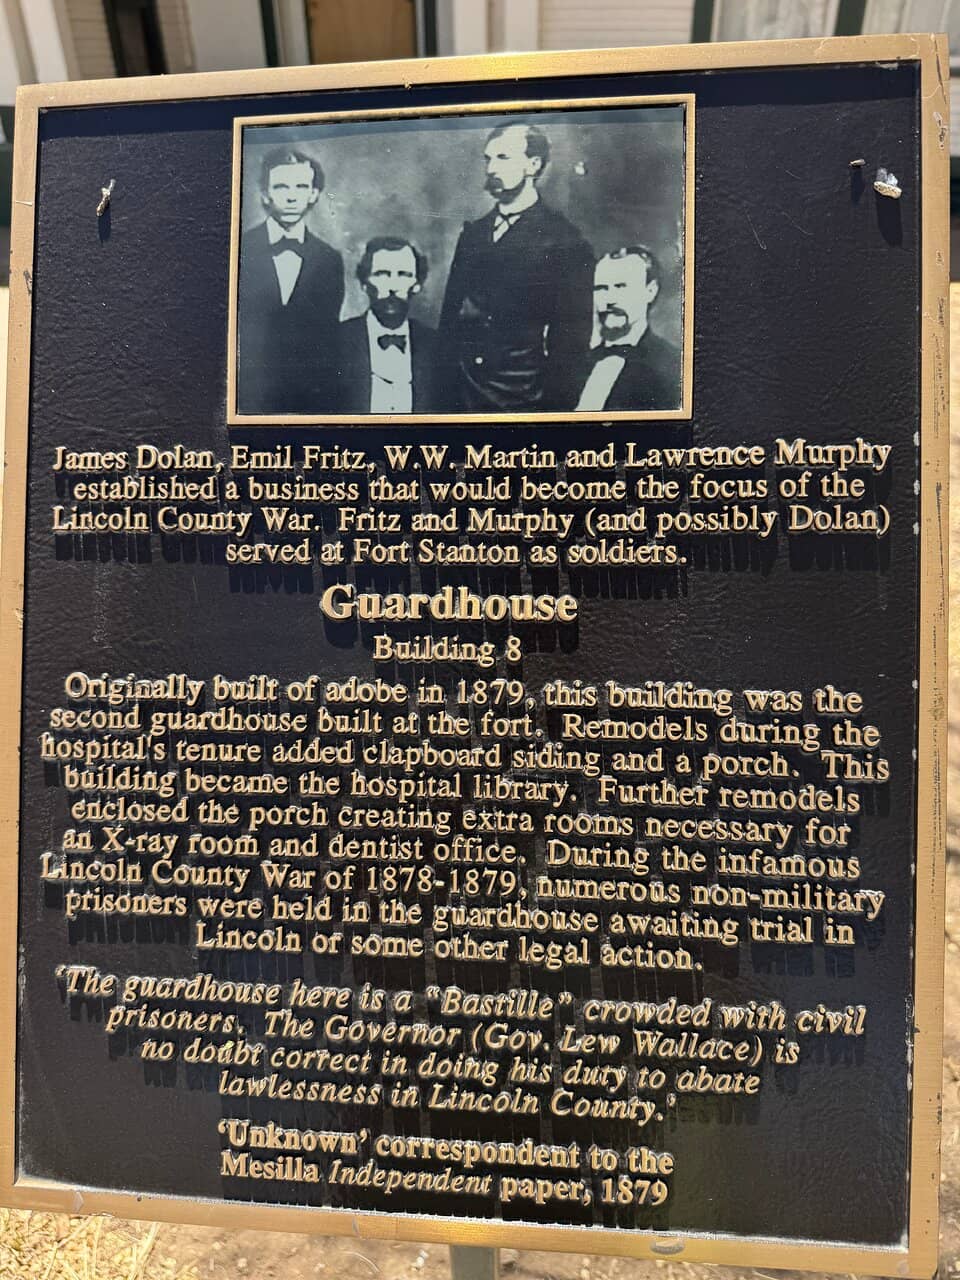 James Dolan, Emil Fritz, W.W. Martin and Lawrence Murphy
established a business that would become the focus of the
Lincoln County War. Fritz and Murphy (and possibly Dolan)
served at Fort Stanton as soldiers.
Guardhouse
Building 8
Originally built of adobe in 1879, this building was the
second guardhouse built at the fort. Remodels during the
hospital's tenure added clapboard siding and a porch. This
building became the hospital library. Further remodels
enclosed the porch creating extra rooms necessary for
an X-ray room and dentist office. During the infamous
Lincoln County War of 1878-1879, numerous non-military
prisoners were held in the guardhouse awaiting trial in
Lincoln or some other legal action.
'The guardhouse here is a "Bastille" crowded with civil
prisoners. The Governor (Gov. Lew Wallace) is
no doubt correct in doing his duty to abate
lawlessness in Lincoln County.'
'Unknown' correspondent to the
Mesilla Independent paper, 1879